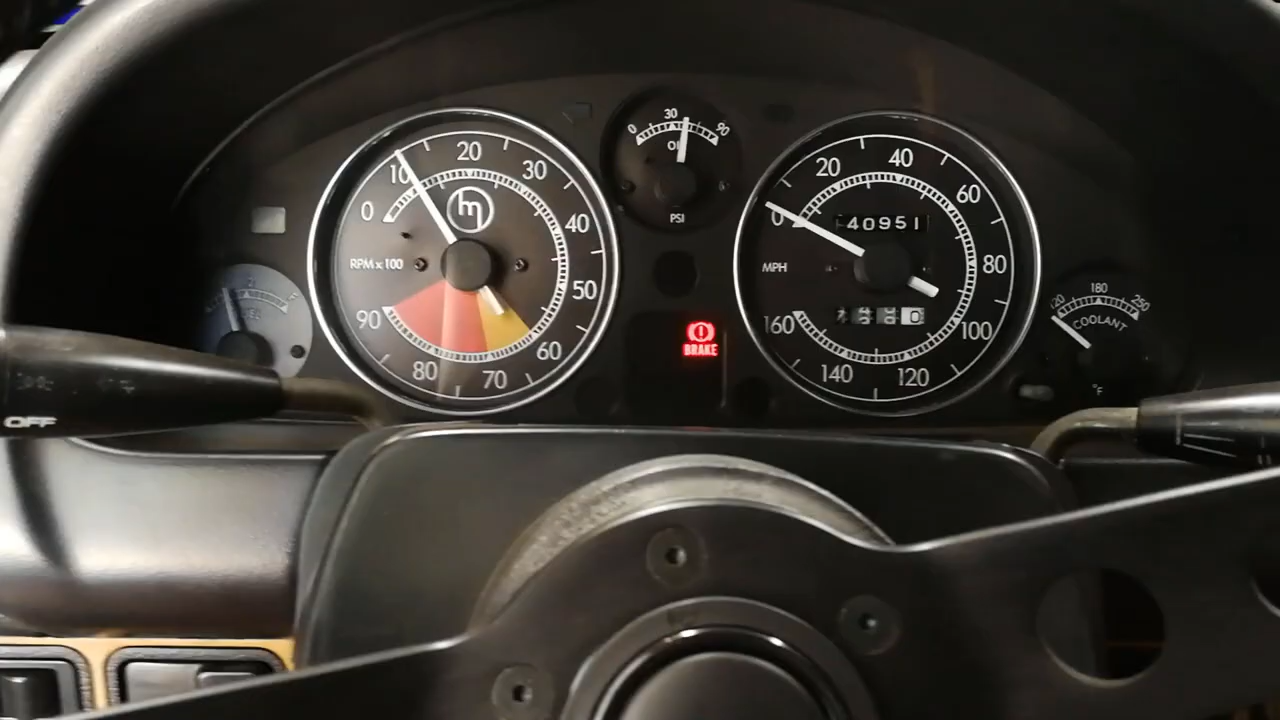 0 10 20 30 40 50 60 70 80 90
RPM x 100
0 30 90
OIL
PSI
BRAKE
0 20 40 60 80 100 120 140 160
MPH
40951
120 180 250
COOLANT
°F
OFF